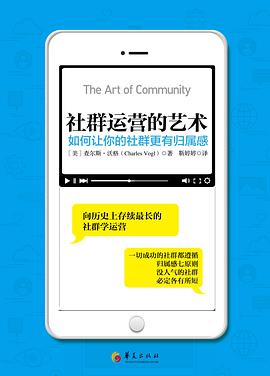 The Art of Community
社群运营的艺术
如何让你的社群更有归属感
［美］查尔斯·沃格（Charles Vogl）著 靳婷婷 译
向历史上存续最长的
社群学运营
一切成功的社群都遵循
归属感七原则
没人气的社群
必定各有所短
华夏出版社